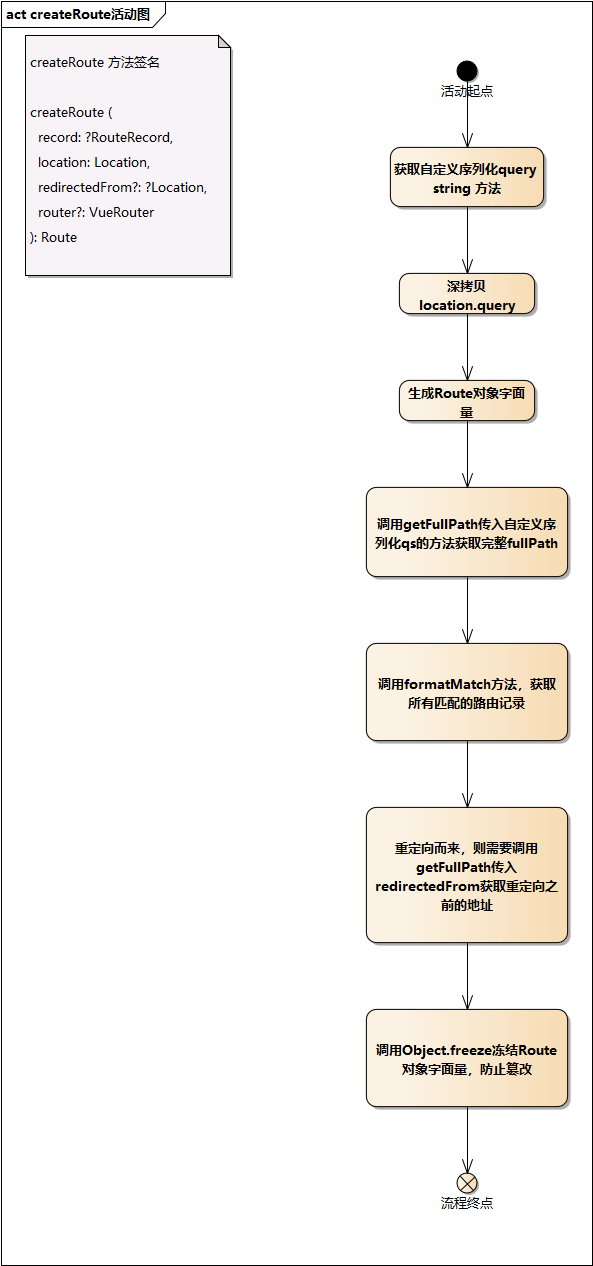 act createRoute活动图
createRoute 方法签名
createRoute (
record: ?RouteRecord,
location: Location,
redirectedFrom?: ?Location,
router?: VueRouter
): Route
活动起点
获取自定义序列化query
string 方法
深拷贝
location.query
生成Route对象字面
量
调用getFullPath传入自定义序
列化qs的方法获取完整fullPath
调用formatMatch方法，获取
所有匹配的路由记录
重定向而来，则需要调用
getFullPath传入
redirectedFrom获取重定向之
前的地址
调用Object.freeze冻结Route
对象字面量，防止篡改
流程终点